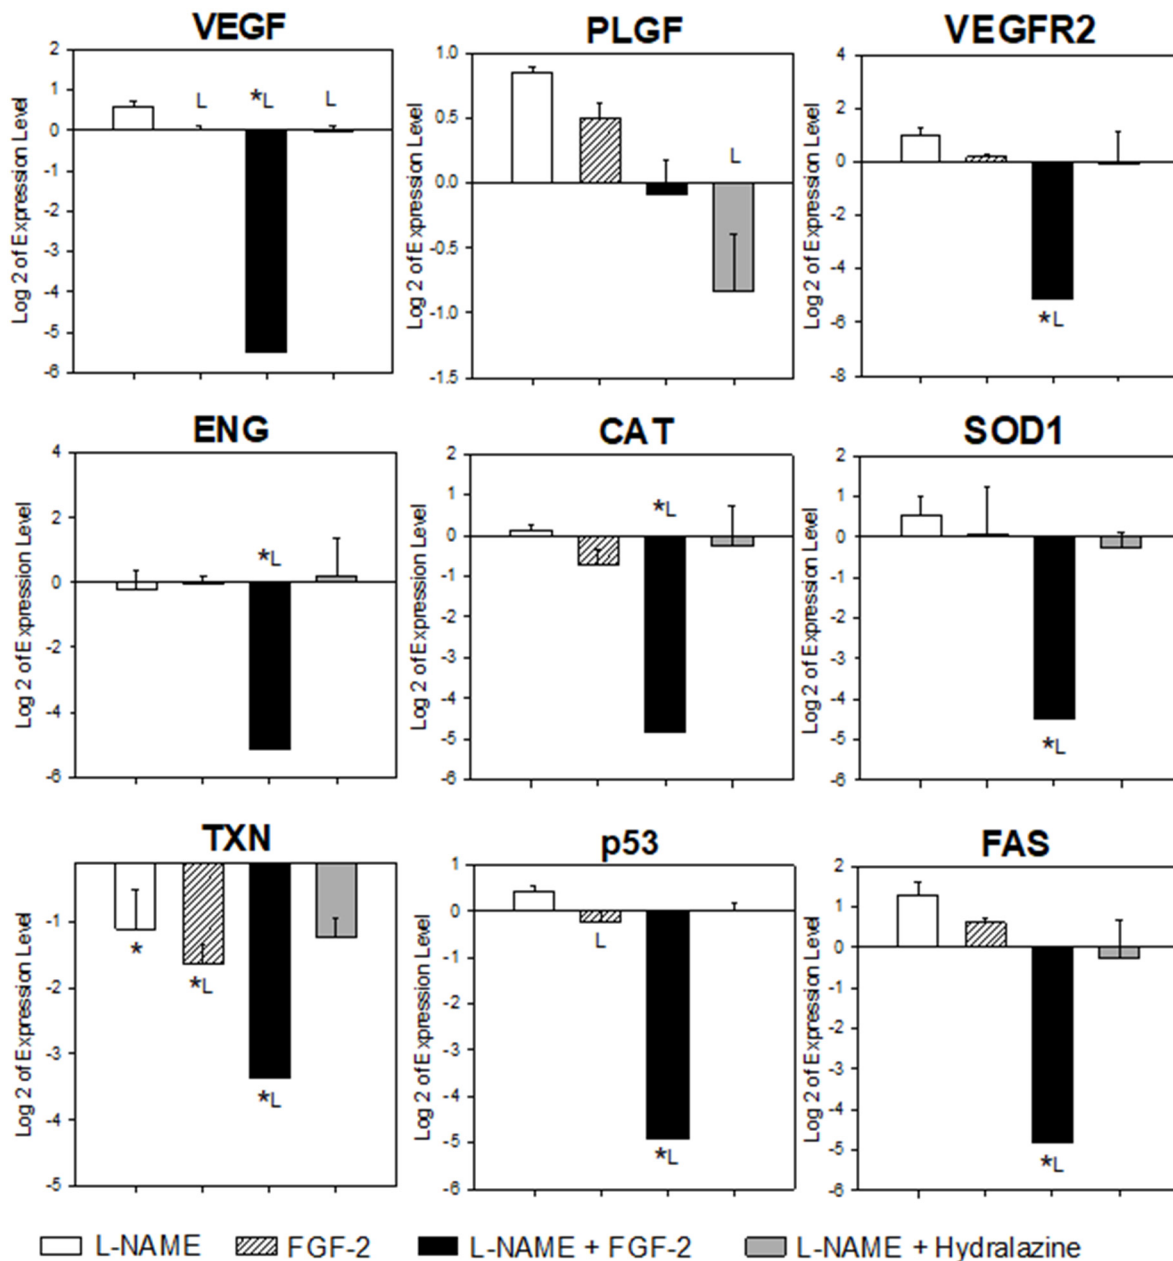 VEGF PLGF VEGFR2
Log 2 of Expression Level
2
1
0
-1
-2
-3
-4
-5
-6
L
*L
L
Log 2 of Expression Level
1.0
0.5
0.0
-0.5
-1.0
-1.5
L
Log 2 of Expression Level
4
2
0
-2
-4
-6
-8
*L
ENG CAT SOD1
Log 2 of Expression Level
4
2
0
-2
-4
-6
*L
Log 2 of Expression Level
2
1
0
-1
-2
-3
-4
-5
-6
*L
Log 2 of Expression Level
2
1
0
-1
-2
-3
-4
-5
-6
*L
TXN p53 FAS
Log 2 of Expression Level
-1
-2
-3
-4
-5
*
*L
*L
Log 2 of Expression Level
1
0
-1
-2
-3
-4
-5
-6
L
*L
Log 2 of Expression Level
2
1
0
-1
-2
-3
-4
-5
-6
*L
L-NAME FGF-2 L-NAME + FGF-2 L-NAME + Hydralazine